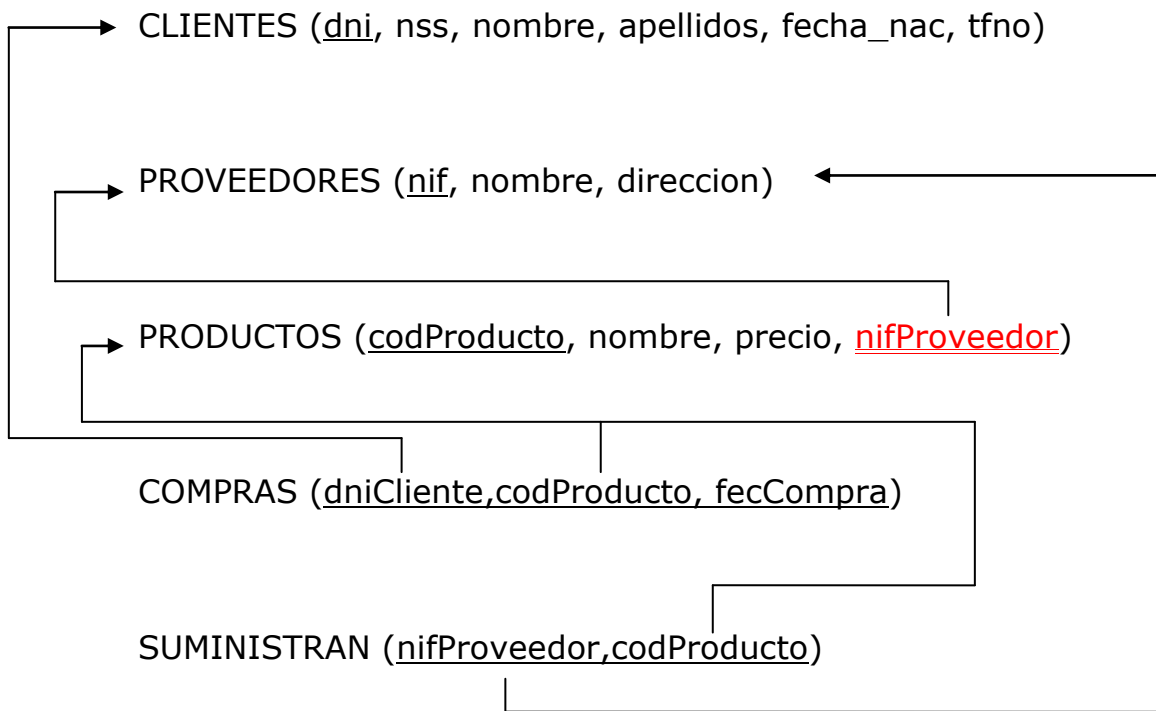 CLIENTES (dni, nss, nombre, apellidos, fecha_nac, tfno)
PROVEEDORES (nif, nombre, direccion)
PRODUCTOS (codProducto, nombre, precio, nifProveedor)
COMPRAS (dniCliente,codProducto, fecCompra)
SUMINISTRAN (nifProveedor,codProducto)